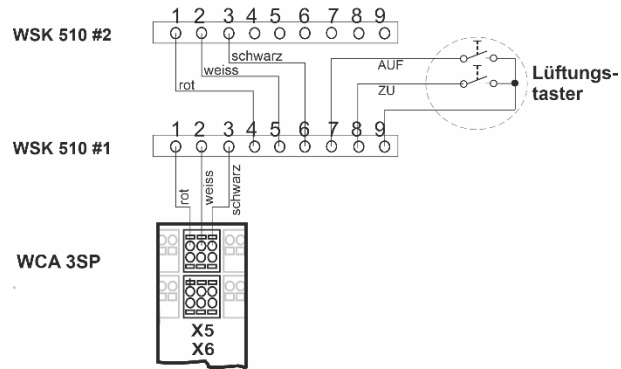 1 2 3 4 5 6 7 8 9
WSK 510 #2
schwarz
weiss
rot
AUF
ZU
Lüftungs-
taster
1 2 3 4 5 6 7 8 9
WSK 510 #1
rot
weiss
schwarz
WCA 3SP
X5
X6